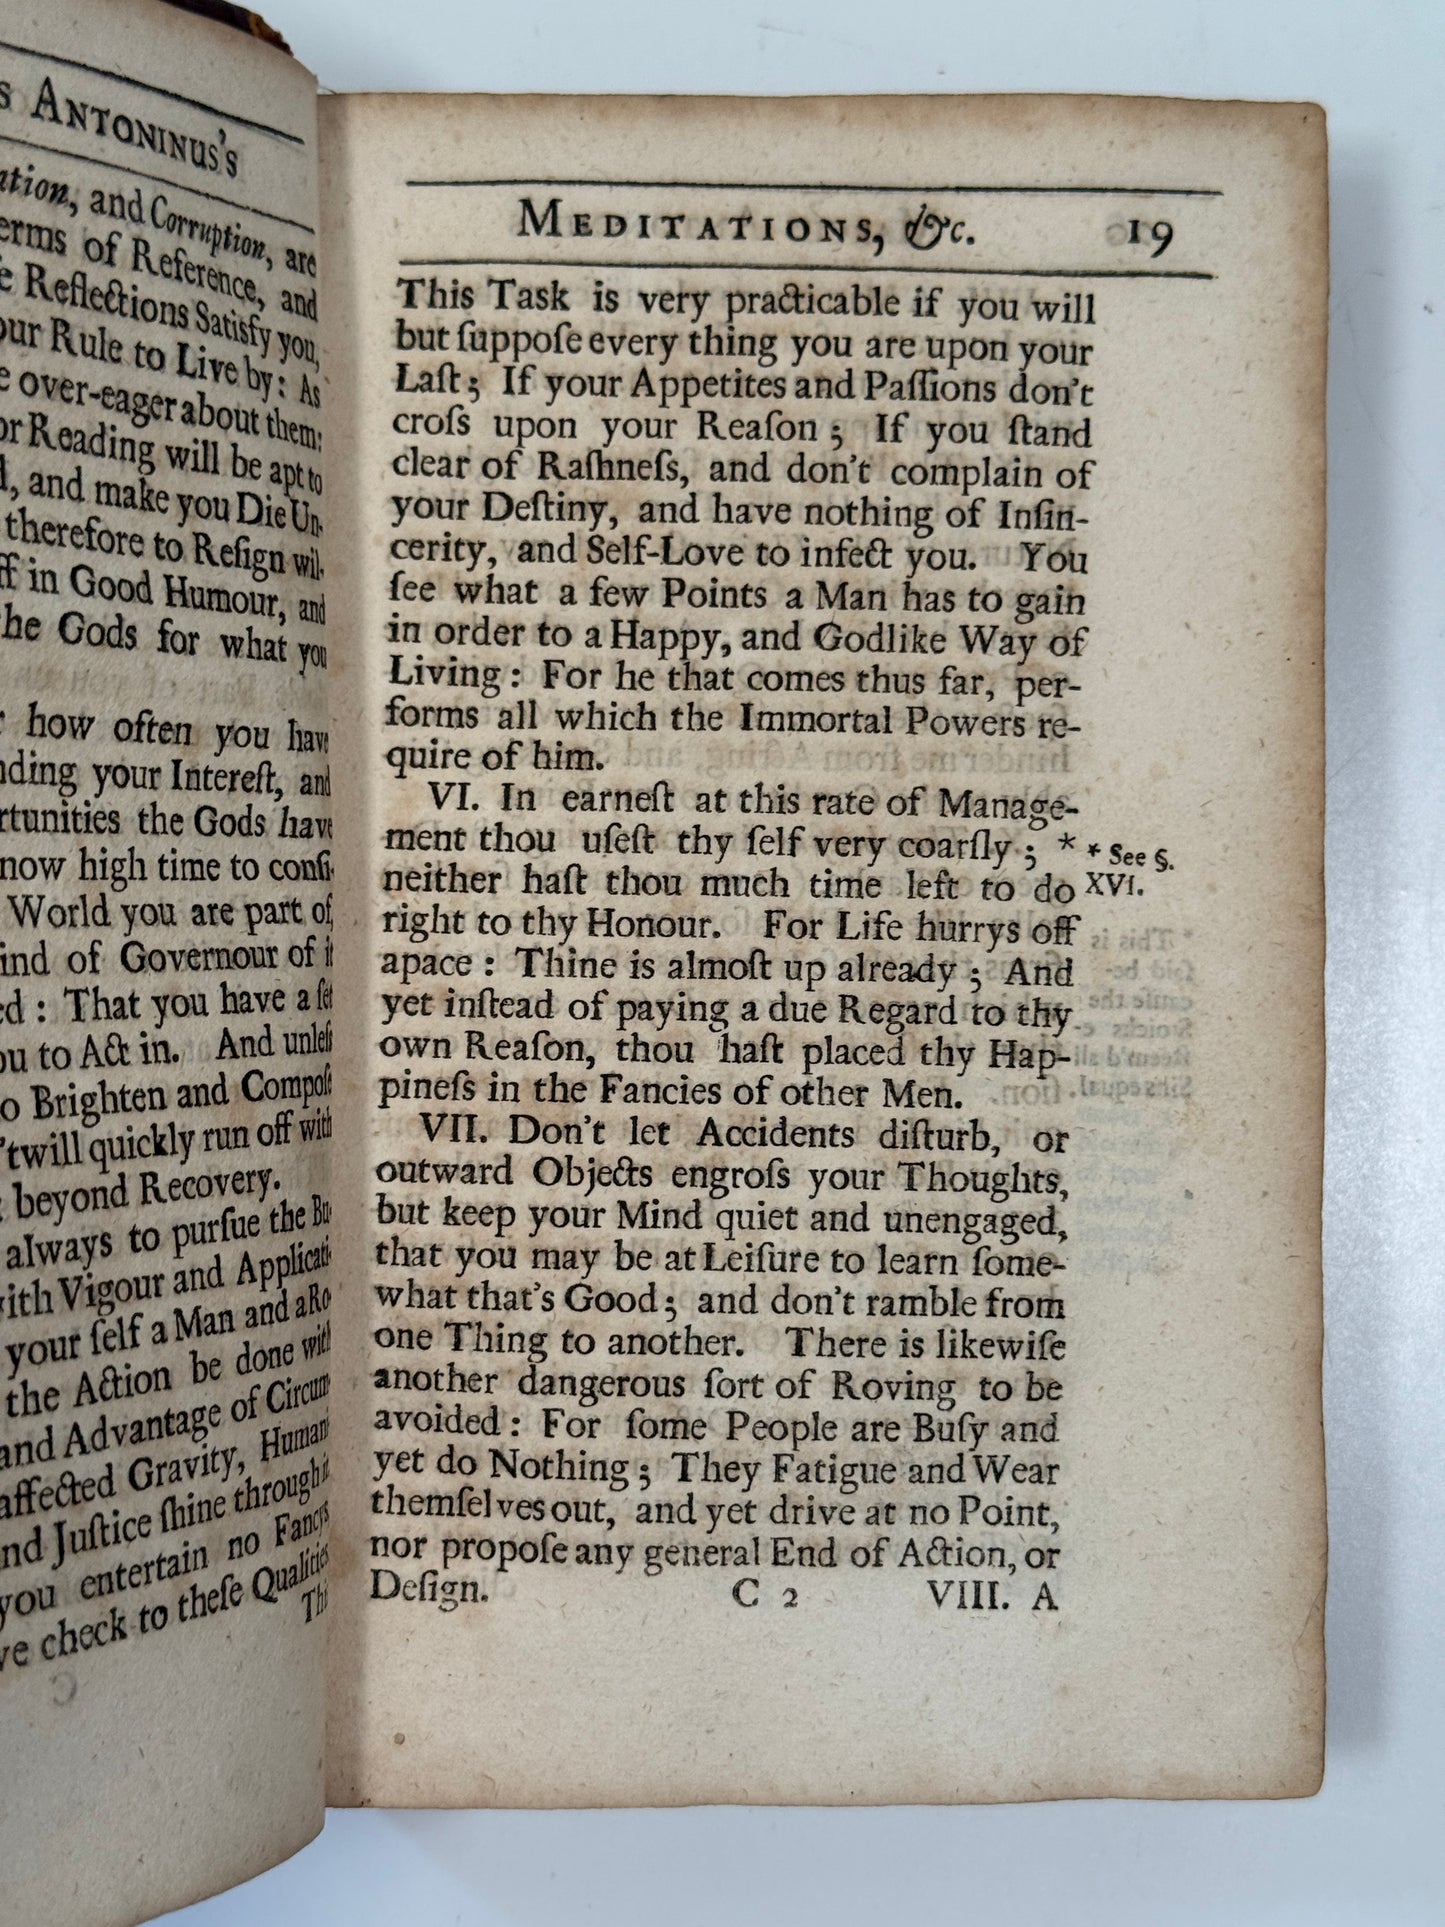 ANTONINUS's
and Corruption, are
of Reference, and
Reflections Satisfy you,
Rule to Live by: As
over-eager about them:
Reading will be apt to
and make you Die Un-
therefore to Reſign wil-
in Good Humour, and
Gods for what you
how often you have
your Intereſt, and
the Gods have
now high time to conſi-
World you are part of,
of Governour of it
That you have a ſet
to Act in. And unleſs
Brighten and Compoſe
'twill quickly run off with
beyond Recovery.
always to purſue the Bu-
Vigour and Applicati-
your ſelf a Man and a Ro-
the Action be done with
and Advantage of Circum-
affected Gravity, Humani-
Juſtice ſhine through it
you entertain no Fancys
check to theſe Qualities
Thi
C
MEDITATIONS, &c. 19
This Task is very practicable if you will
but ſuppoſe every thing you are upon your
Laſt; If your Appetites and Paſſions don't
croſs upon your Reaſon; If you ſtand
clear of Raſhneſs, and don't complain of
your Deſtiny, and have nothing of Inſin-
cerity, and Self-Love to infect you. You
ſee what a few Points a Man has to gain
in order to a Happy, and Godlike Way of
Living: For he that comes thus far, per-
forms all which the Immortal Powers re-
quire of him.
VI. In earneſt at this rate of Manage-
ment thou uſeſt thy ſelf very coarſly; *
neither haſt thou much time left to do
right to thy Honour. For Life hurrys off
apace: Thine is almoſt up already; And
yet inſtead of paying a due Regard to thy
own Reaſon, thou haſt placed thy Hap-
pineſs in the Fancies of other Men.
VII. Don't let Accidents diſturb, or
outward Objects engroſs your Thoughts,
but keep your Mind quiet and unengaged,
that you may be at Leiſure to learn ſome-
what that's Good; and don't ramble from
one Thing to another. There is likewiſe
another dangerous ſort of Roving to be
avoided: For ſome People are Buſy and
yet do Nothing; They Fatigue and Wear
themſelves out, and yet drive at no Point,
nor propoſe any general End of Action, or
Deſign. C 2 VIII. A
* See §.
XVI.